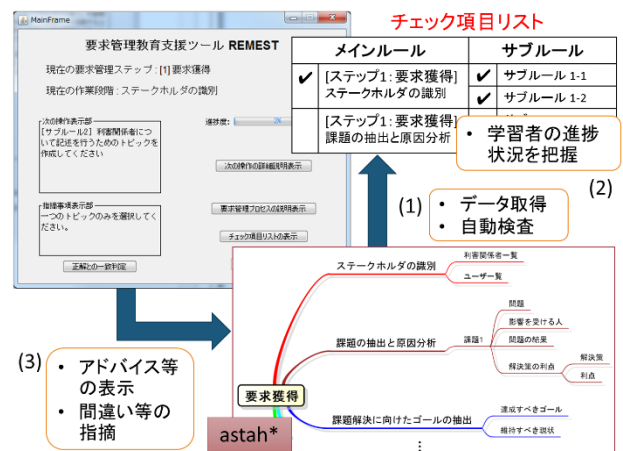 MainFrame
要求管理教育支援ツール REMEST
現在の要求管理ステップ:[1]要求獲得
現在の作業段階:ステークホルダの識別
次の操作表示部
[サブルール2] 利害関係者につ
いて記述を行うためのトピックを
作成してください
進捗度:
次の操作の詳細説明表示
指摘事項表示部
一つのトピックのみを選択してく
ださい。
要求管理プロセスの説明表示
チェック項目リストの表示
正解との一致判定
チェック項目リスト
メインルール
サブルール
✔
[ステップ1:要求獲得]
ステークホルダの識別
✔
サブルール 1-1
✔
サブルール 1-2
[ステップ1:要求獲得]
課題の抽出と原因分析
• 学習者の進捗
状況を把握
(2)
(1)
• データ取得
• 自動検査
(3)
• アドバイス等
の表示
• 間違い等の
指摘
ステークホルダの識別
利害関係者一覧
ユーザ一覧
課題の抽出と原因分析
課題1
問題
影響を受ける人
問題の結果
解決策の利点
解決策
利点
要求獲得
課題解決に向けたゴールの抽出
達成すべきゴール
維持すべき現状
⋮
astah*